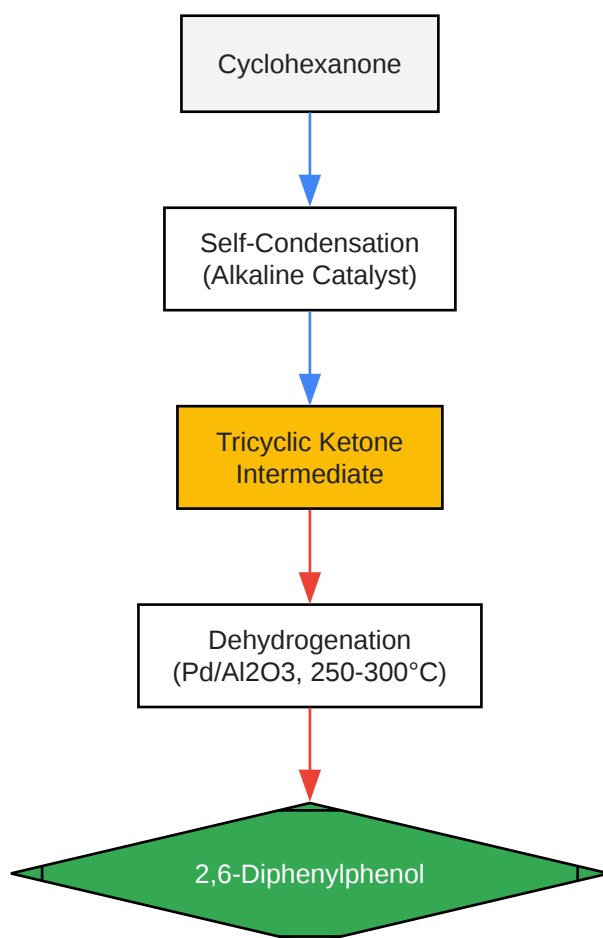 Cyclohexanone
Self-Condensation
(Alkaline Catalyst)
Tricyclic Ketone
Intermediate
Dehydrogenation
(Pd/Al2O3, 250-300°C)
2,6-Diphenylphenol